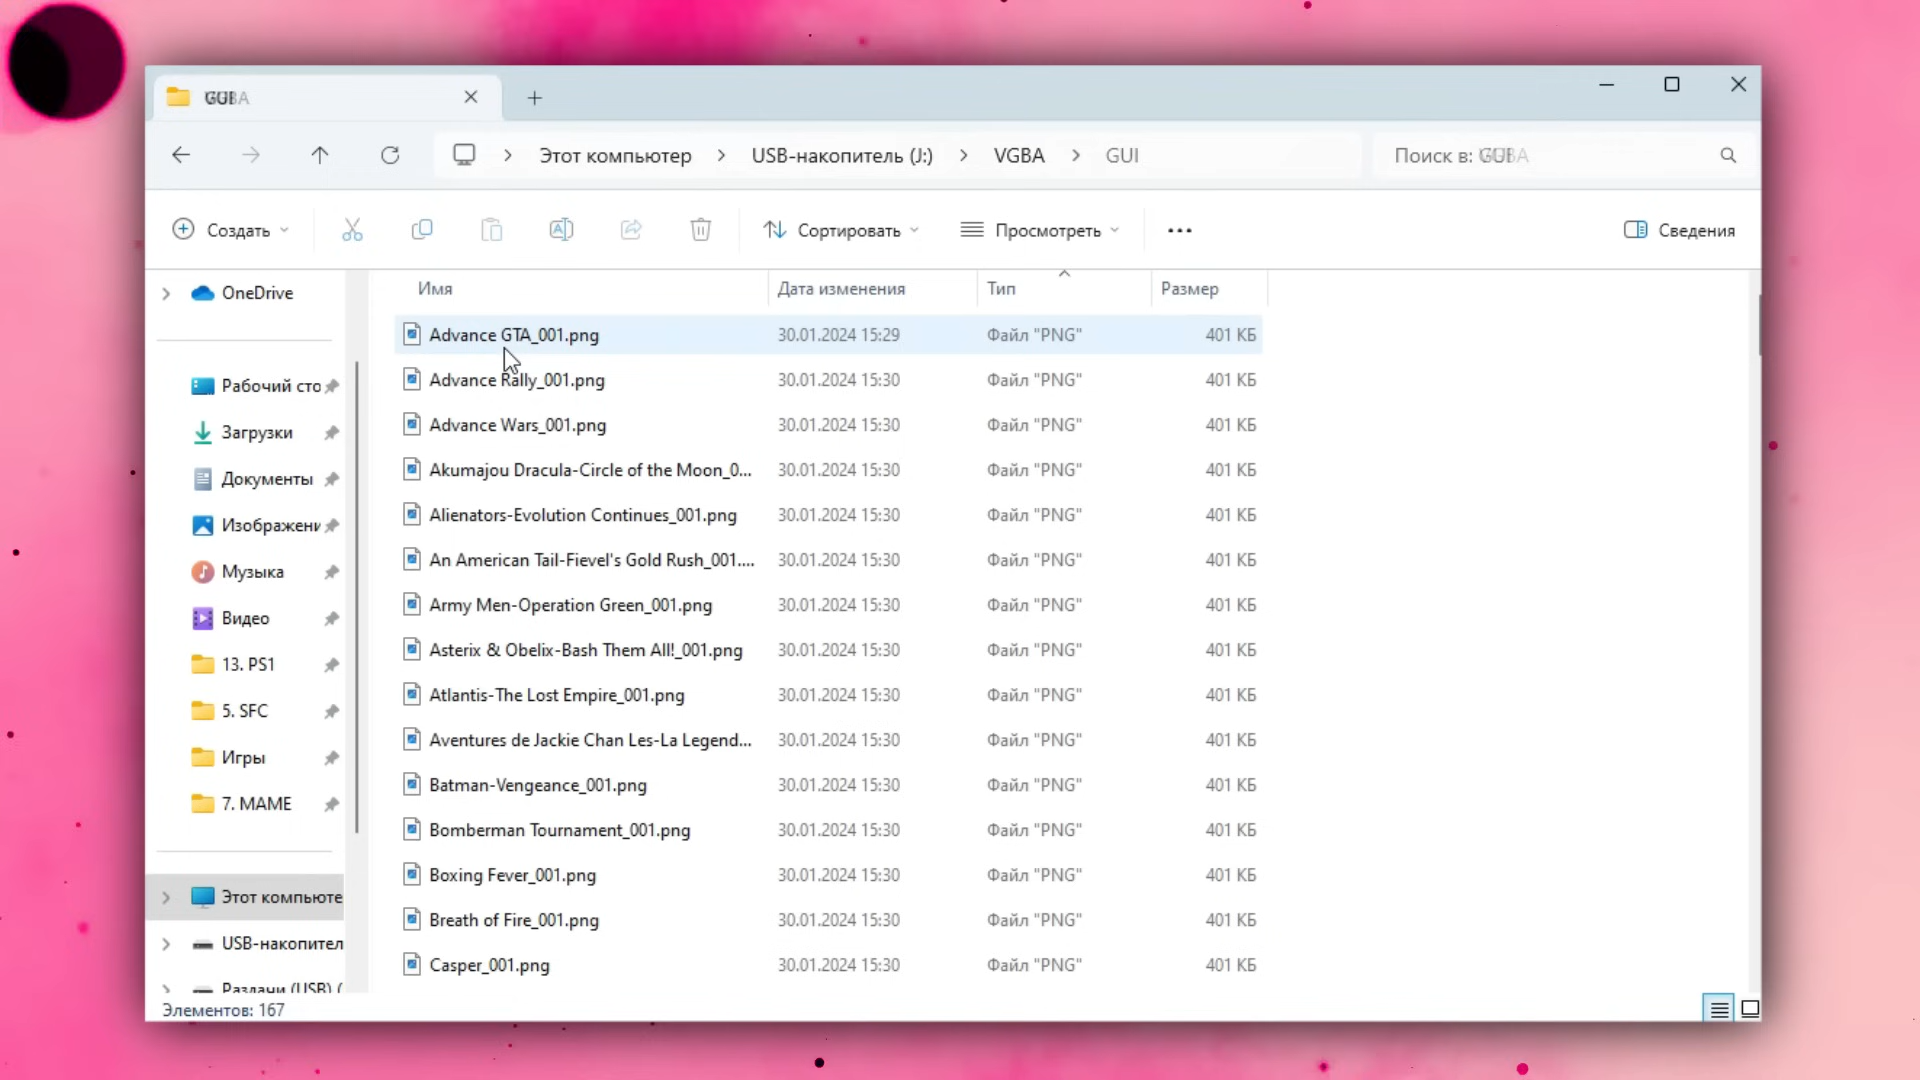 GUI
Этот компьютер > USB-накопитель (J:) > VGBA > GUI
Поиск в: GUI
Создать
Сортировать
Просмотреть
Сведения
OneDrive
Рабочий сто
Загрузки
Документы
Изображени
Музыка
Видео
13. PS1
5. SFC
Игры
7. MAME
Этот компьюте
USB-накопител
Раздачи (USB) (
Имя Дата изменения Тип Размер
Advance GTA_001.png 30.01.2024 15:29 Файл "PNG" 401 КБ
Advance Rally_001.png 30.01.2024 15:30 Файл "PNG" 401 КБ
Advance Wars_001.png 30.01.2024 15:30 Файл "PNG" 401 КБ
Akumajou Dracula-Circle of the Moon_0... 30.01.2024 15:30 Файл "PNG" 401 КБ
Alienators-Evolution Continues_001.png 30.01.2024 15:30 Файл "PNG" 401 КБ
An American Tail-Fievel's Gold Rush_001.... 30.01.2024 15:30 Файл "PNG" 401 КБ
Army Men-Operation Green_001.png 30.01.2024 15:30 Файл "PNG" 401 КБ
Asterix & Obelix-Bash Them All!_001.png 30.01.2024 15:30 Файл "PNG" 401 КБ
Atlantis-The Lost Empire_001.png 30.01.2024 15:30 Файл "PNG" 401 КБ
Aventures de Jackie Chan Les-La Legend... 30.01.2024 15:30 Файл "PNG" 401 КБ
Batman-Vengeance_001.png 30.01.2024 15:30 Файл "PNG" 401 КБ
Bomberman Tournament_001.png 30.01.2024 15:30 Файл "PNG" 401 КБ
Boxing Fever_001.png 30.01.2024 15:30 Файл "PNG" 401 КБ
Breath of Fire_001.png 30.01.2024 15:30 Файл "PNG" 401 КБ
Casper_001.png 30.01.2024 15:30 Файл "PNG" 401 КБ
Элементов: 167